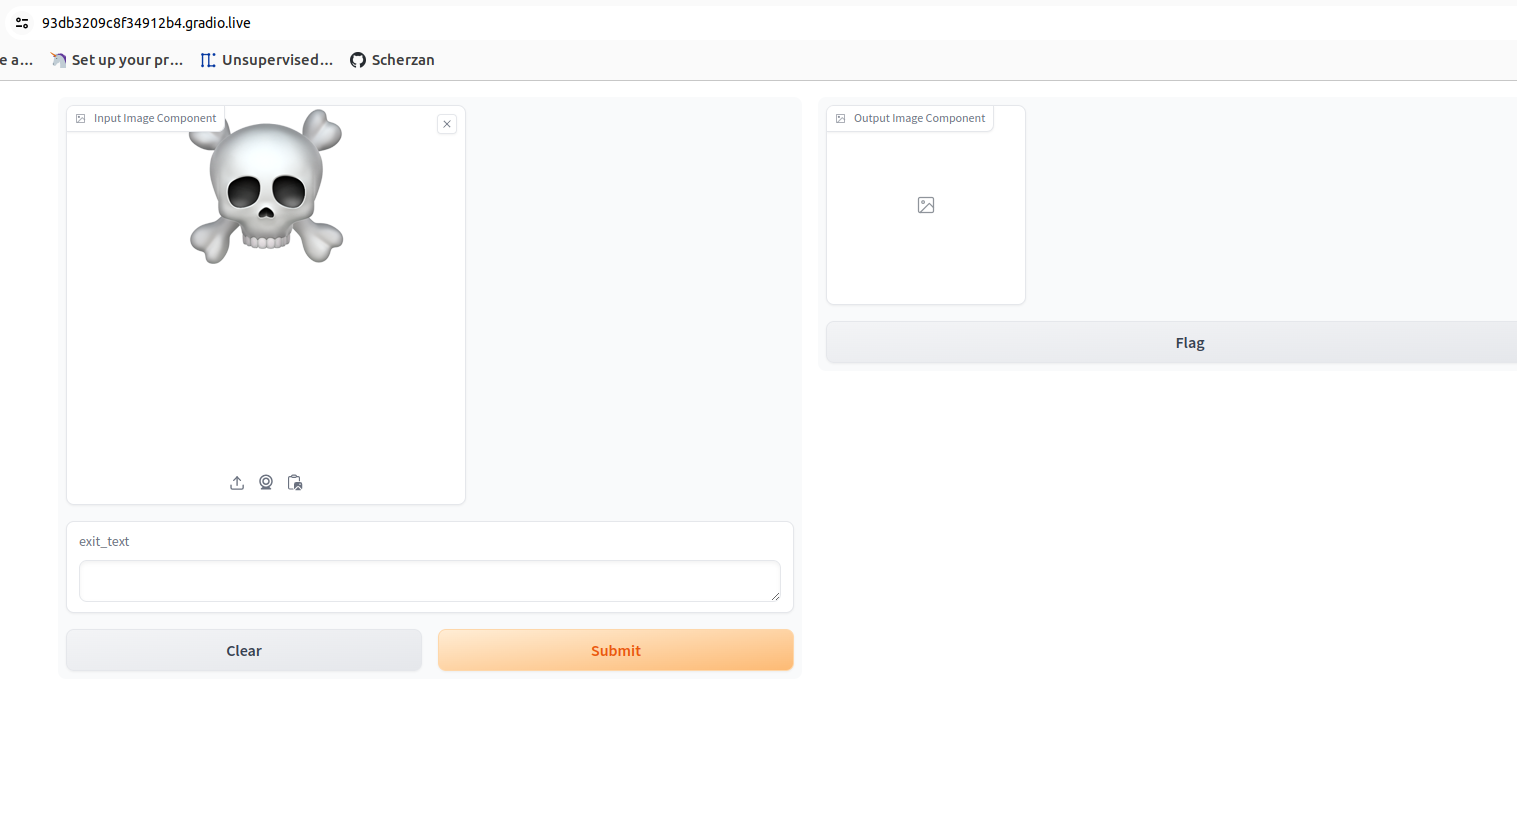 93db3209c8f34912b4.gradio.live
e a... Set up your pr... Unsupervised... Scherzan
Input Image Component
Output Image Component
Flag
exit_text
Clear Submit